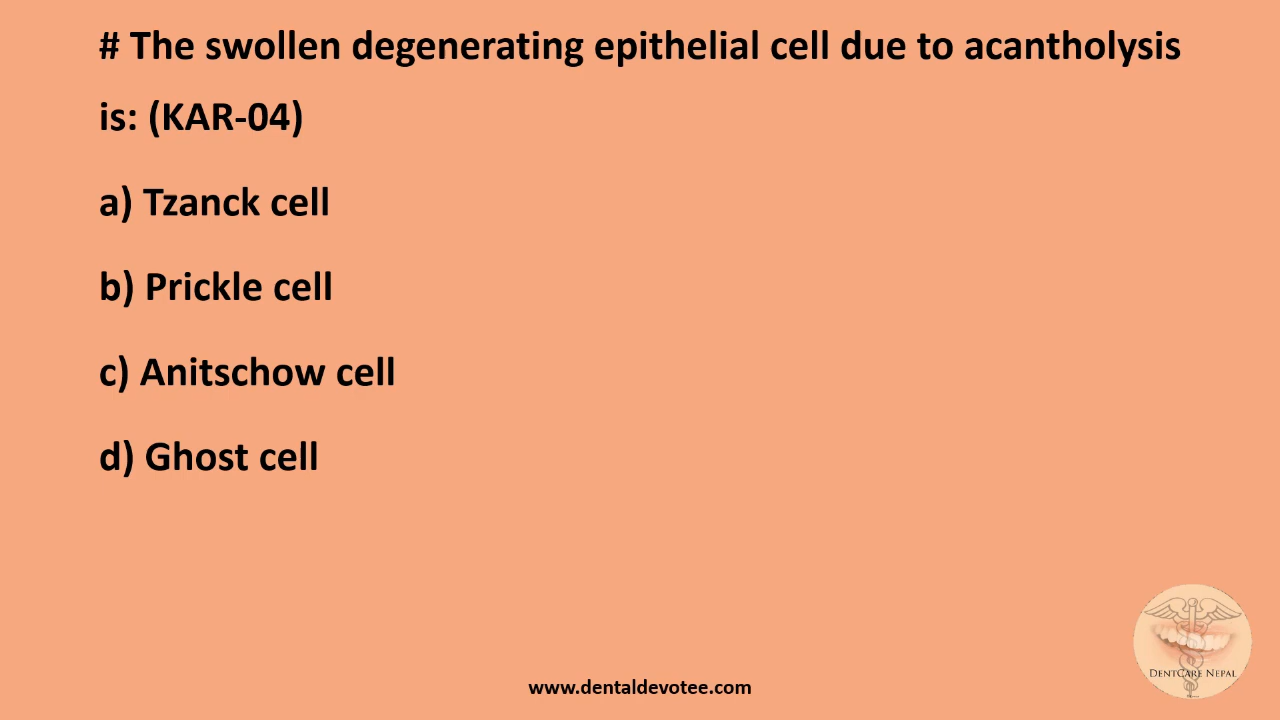 # The swollen degenerating epithelial cell due to acantholysis
is: (KAR-04)
a) Tzanck cell
b) Prickle cell
c) Anitschow cell
d) Ghost cell
DENTCARE NEPAL
www.dentaldevotee.com